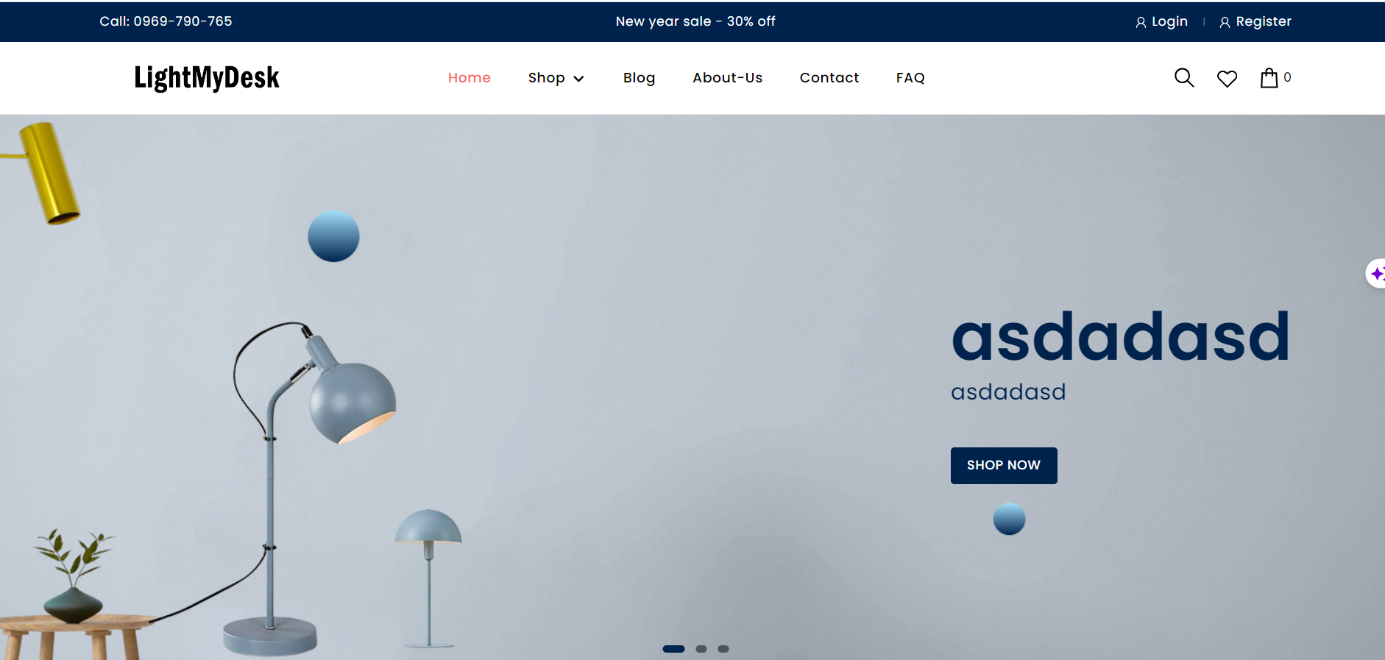 Call: 0969-790-765
New year sale - 30% off
Login | Register
LightMyDesk
Home Shop Blog About-Us Contact FAQ
0
asdadasd
asdadasd
SHOP NOW